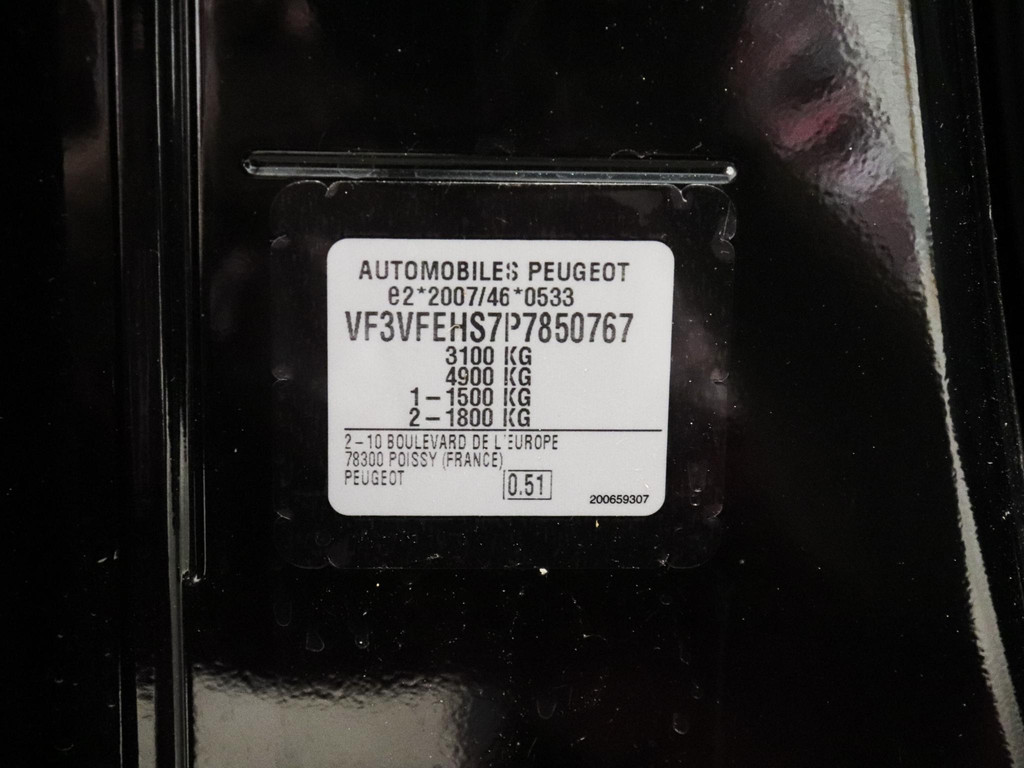 AUTOMOBILES PEUGEOT
e2*2007/46*0533
VF3VFEHS7P7850767
3100 KG
4900 KG
1-1500 KG
2-1800 KG
2-10 BOULEVARD DE L'EUROPE
78300 POISSY (FRANCE)
PEUGEOT
0.51
200659307